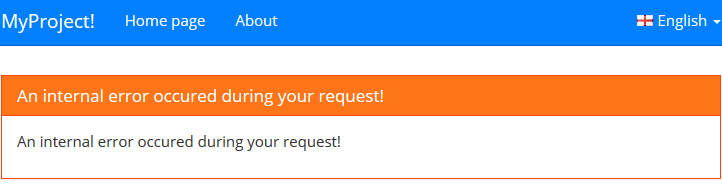 MyProject! Home page About English
An internal error occured during your request!
An internal error occured during your request!